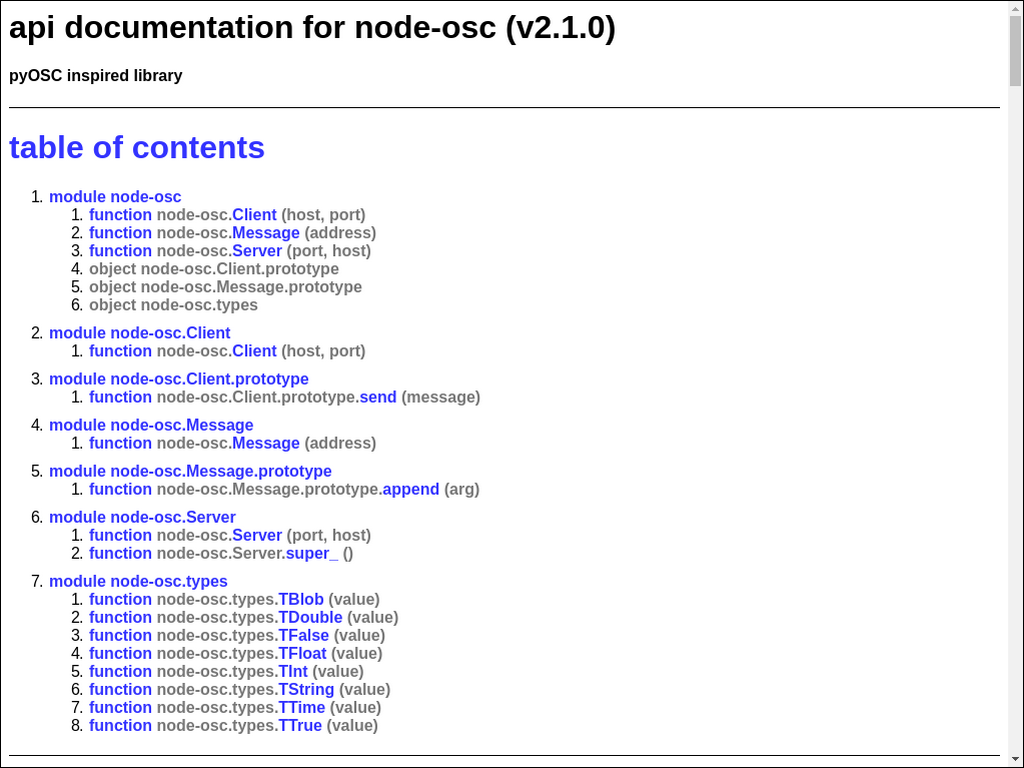 api documentation for node-osc (v2.1.0)
pyOSC inspired library
table of contents
1. module node-osc
1. function node-osc.Client (host, port)
2. function node-osc.Message (address)
3. function node-osc.Server (port, host)
4. object node-osc.Client.prototype
5. object node-osc.Message.prototype
6. object node-osc.types
2. module node-osc.Client
1. function node-osc.Client (host, port)
3. module node-osc.Client.prototype
1. function node-osc.Client.prototype.send (message)
4. module node-osc.Message
1. function node-osc.Message (address)
5. module node-osc.Message.prototype
1. function node-osc.Message.prototype.append (arg)
6. module node-osc.Server
1. function node-osc.Server (port, host)
2. function node-osc.Server.super_ ()
7. module node-osc.types
1. function node-osc.types.TBlob (value)
2. function node-osc.types.TDouble (value)
3. function node-osc.types.TFalse (value)
4. function node-osc.types.TFloat (value)
5. function node-osc.types.TInt (value)
6. function node-osc.types.TString (value)
7. function node-osc.types.TTime (value)
8. function node-osc.types.TTrue (value)